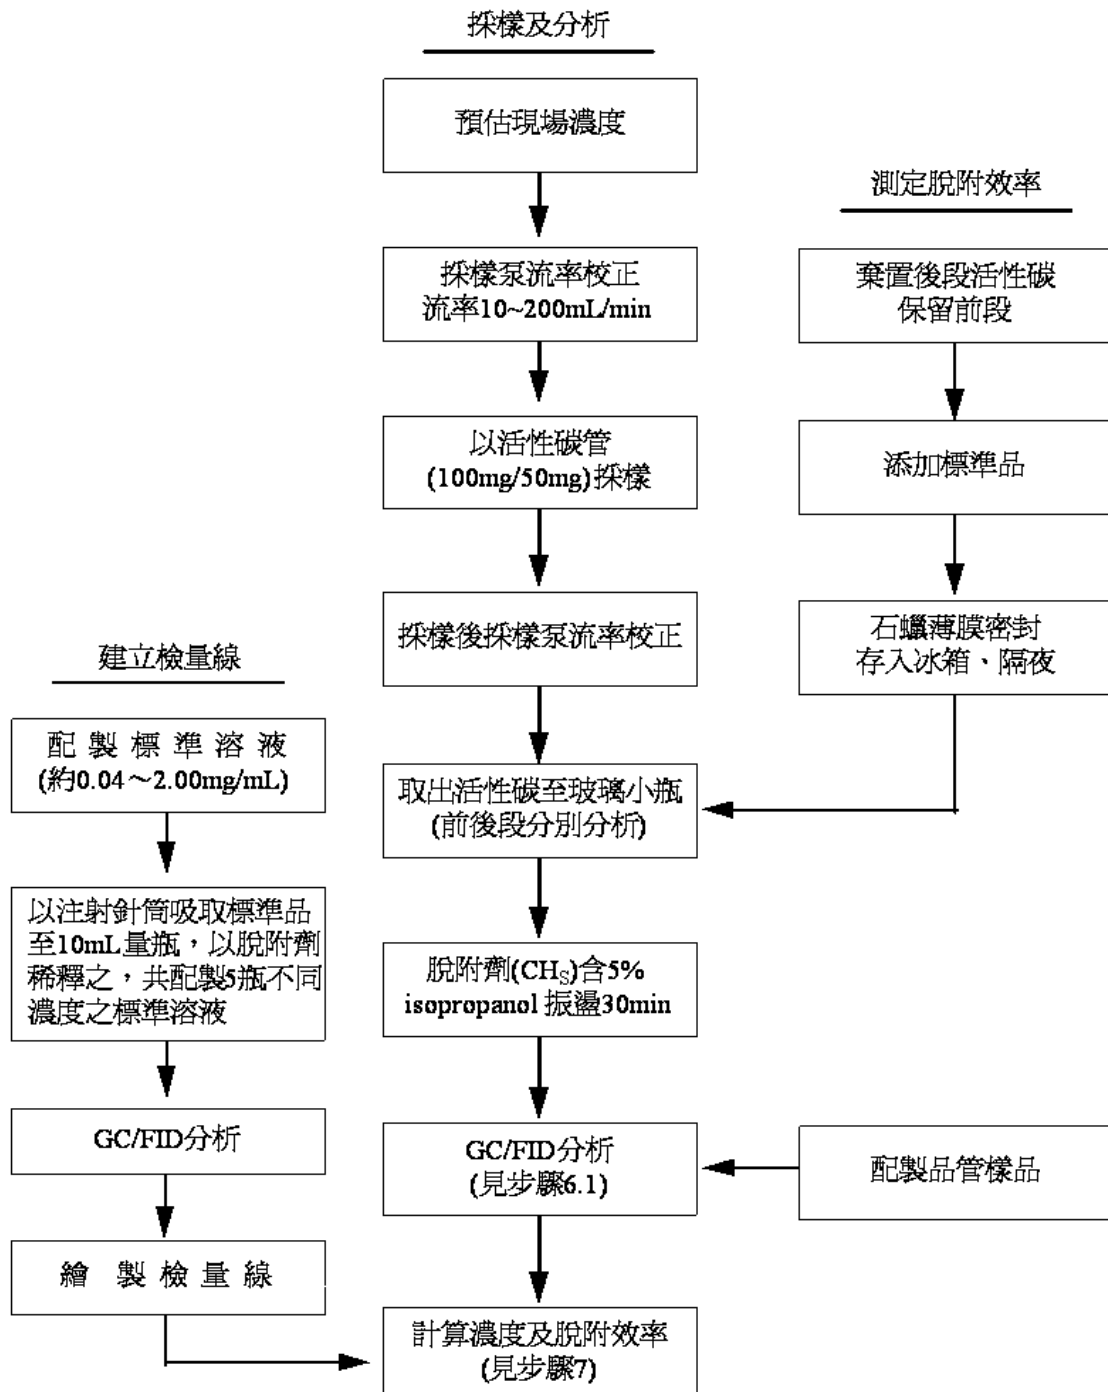 採樣及分析
預估現場濃度
採樣泵流率校正
流率10~200mL/min
以活性碳管
(100mg/50mg)採樣
採樣後採樣泵流率校正
取出活性碳至玻璃小瓶
(前後段分別分析)
脫附劑(CHS)含5%
isopropanol 振盪30min
GC/FID分析
(見步驟6.1)
計算濃度及脫附效率
(見步驟7)
測定脫附效率
棄置後段活性碳
保留前段
添加標準品
石蠟薄膜密封
存入冰箱、隔夜
配製品管樣品
建立檢量線
配 製 標 準 溶 液
(約0.04～2.00mg/mL)
以注射針筒吸取標準品
至10mL量瓶，以脫附劑
稀釋之，共配製5瓶不同
濃度之標準溶液
GC/FID分析
繪 製 檢 量 線